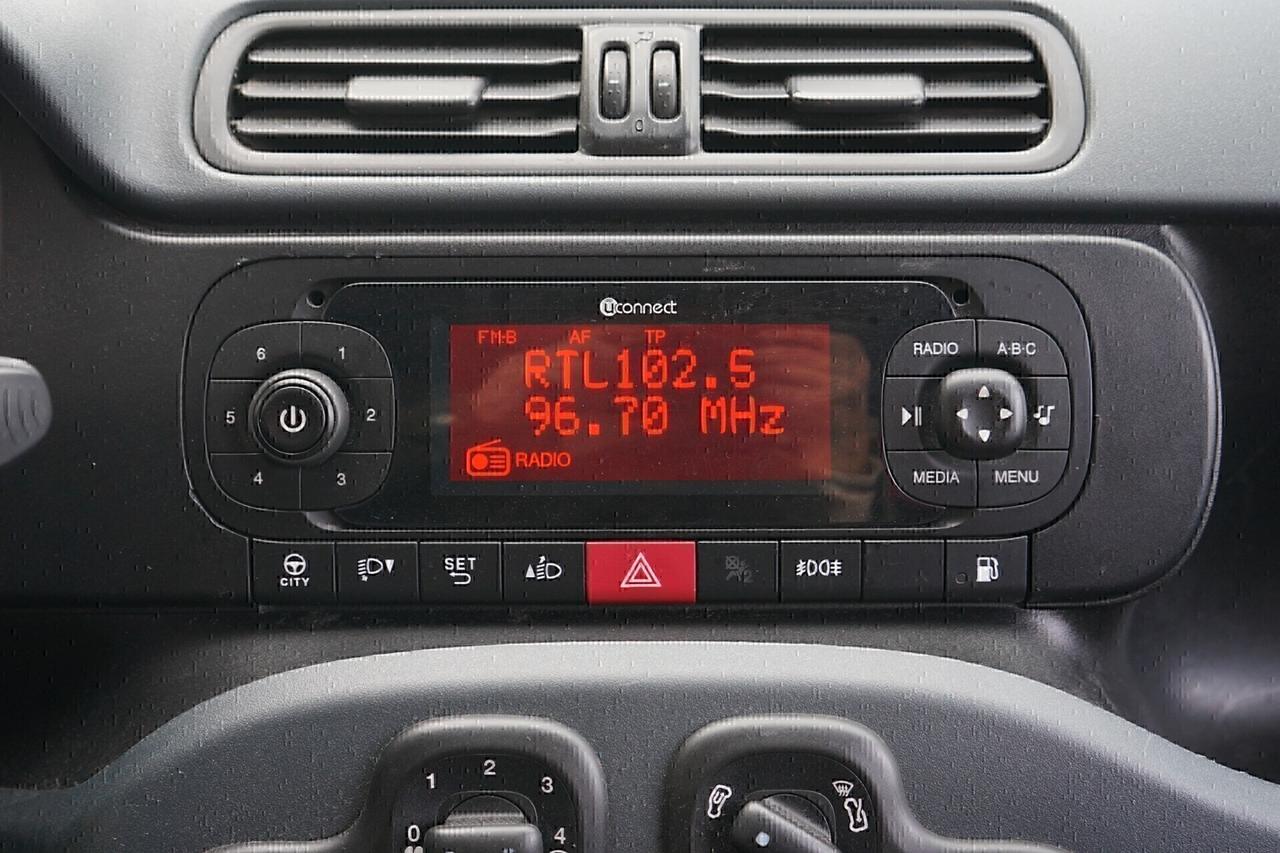 uconnect
FM:B AF TP
RTL102.5
96.70 MHz
RADIO
6 1
5 2
4 3
RADIO A·B·C
MEDIA MENU
CITY
SET
0 1 2 3 4